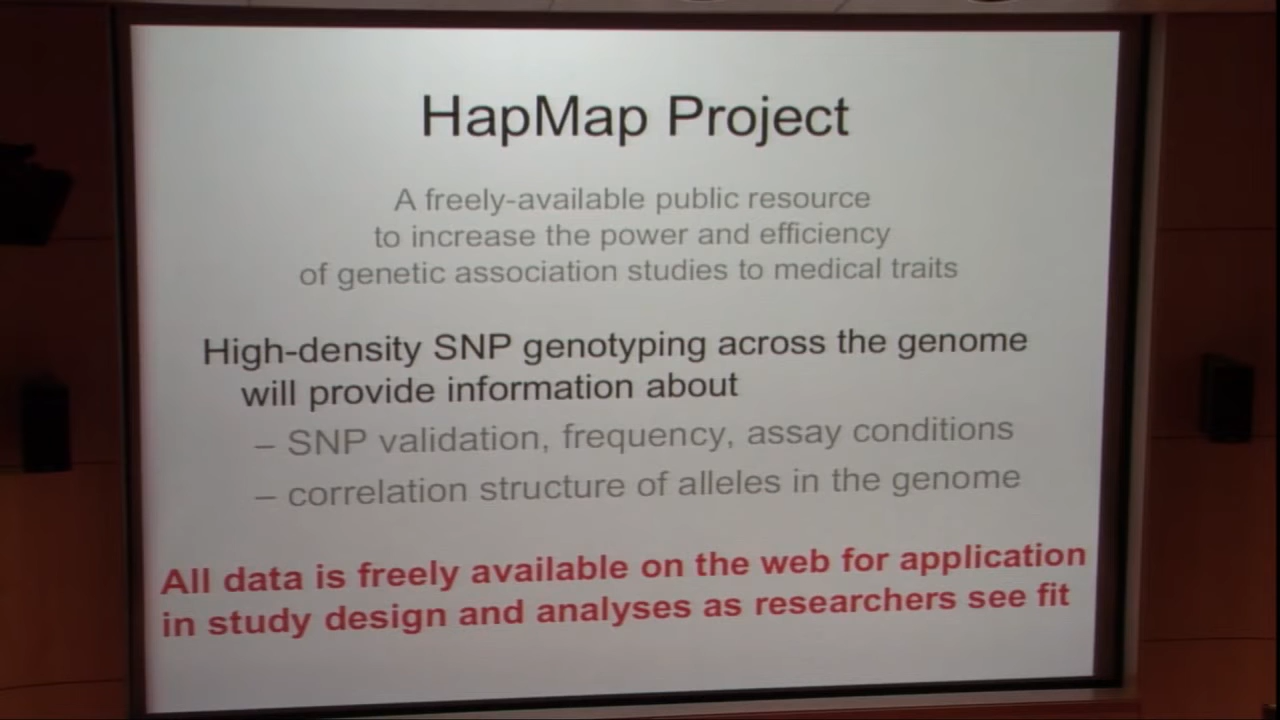 HapMap Project
A freely-available public resource
to increase the power and efficiency
of genetic association studies to medical traits
High-density SNP genotyping across the genome
will provide information about
– SNP validation, frequency, assay conditions
– correlation structure of alleles in the genome
All data is freely available on the web for application
in study design and analyses as researchers see fit